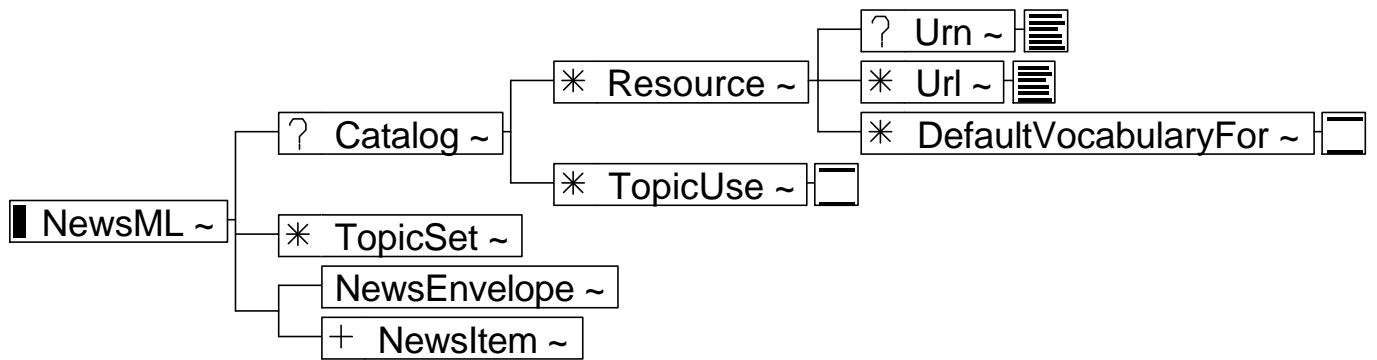 ? Urn ~
* Resource ~
* Url ~
? Catalog ~
* DefaultVocabularyFor ~
* TopicUse ~
NewsML ~
* TopicSet ~
NewsEnvelope ~
+ NewsItem ~